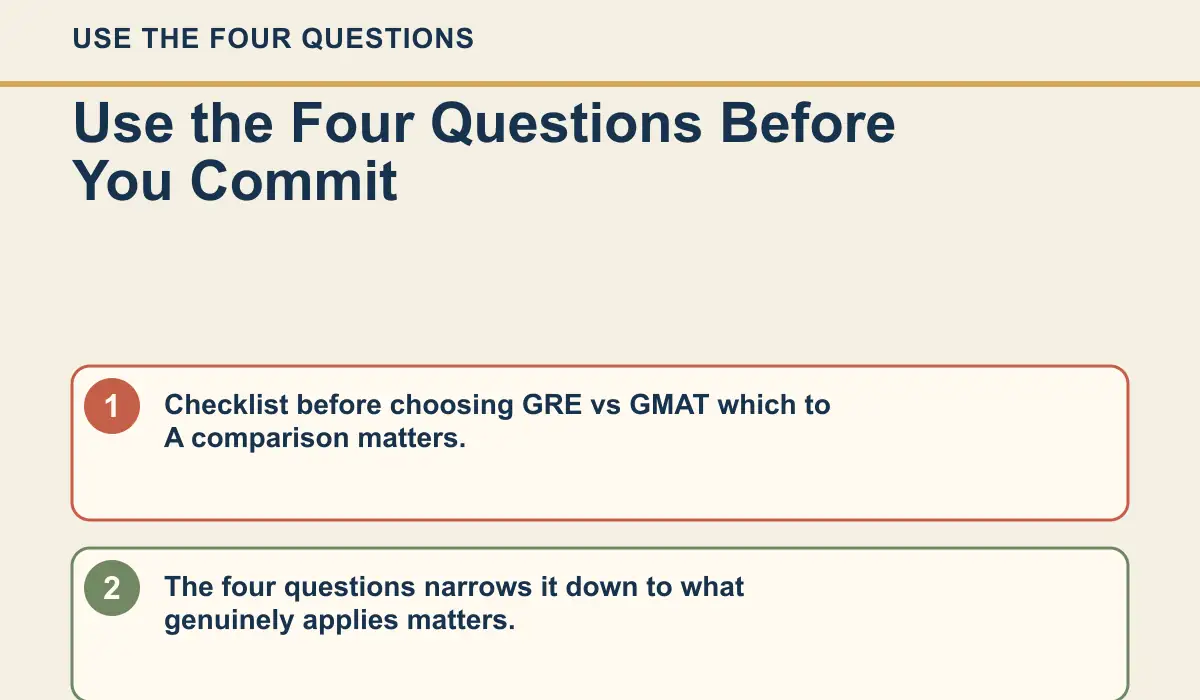 USE THE FOUR QUESTIONS
Use the Four Questions Before
You Commit
1
Checklist before choosing GRE vs GMAT which to
A comparison matters.
2
The four questions narrows it down to what
genuinely applies matters.